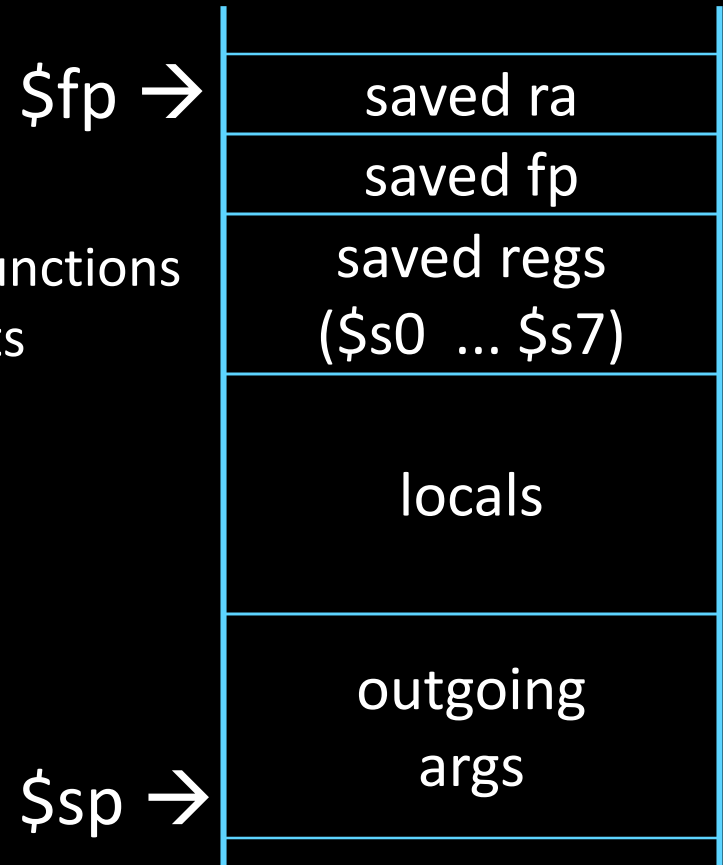 $fp → saved ra
saved fp
saved regs
($s0 ... $s7)
locals
outgoing
args
$sp →